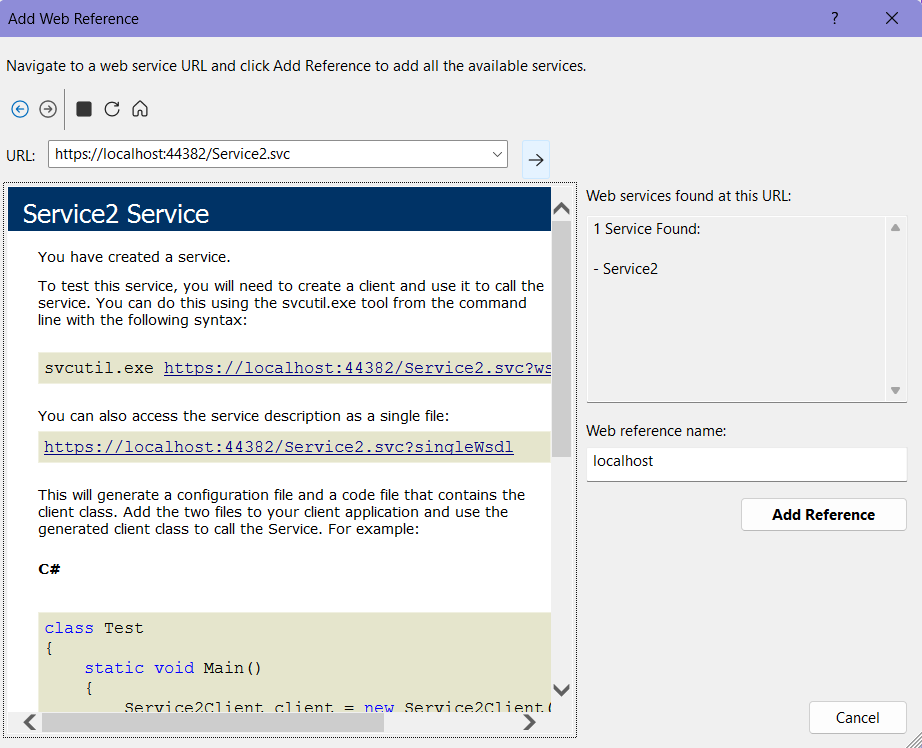 Add Web Reference
?
Navigate to a web service URL and click Add Reference to add all the available services.
URL:
https://localhost:44382/Service2.svc
Service2 Service
You have created a service.
To test this service, you will need to create a client and use it to call the
service. You can do this using the svcutil.exe tool from the command
line with the following syntax:
svcutil.exe https://localhost:44382/Service2.svc?ws
You can also access the service description as a single file:
https://localhost:44382/Service2.svc?singleWsdl
This will generate a configuration file and a code file that contains the
client class. Add the two files to your client application and use the
generated client class to call the Service. For example:
C#
class Test
{
static void Main()
{
Service2Client client = new Service2Client(
Web services found at this URL:
1 Service Found:
- Service2
Web reference name:
localhost
Add Reference
Cancel